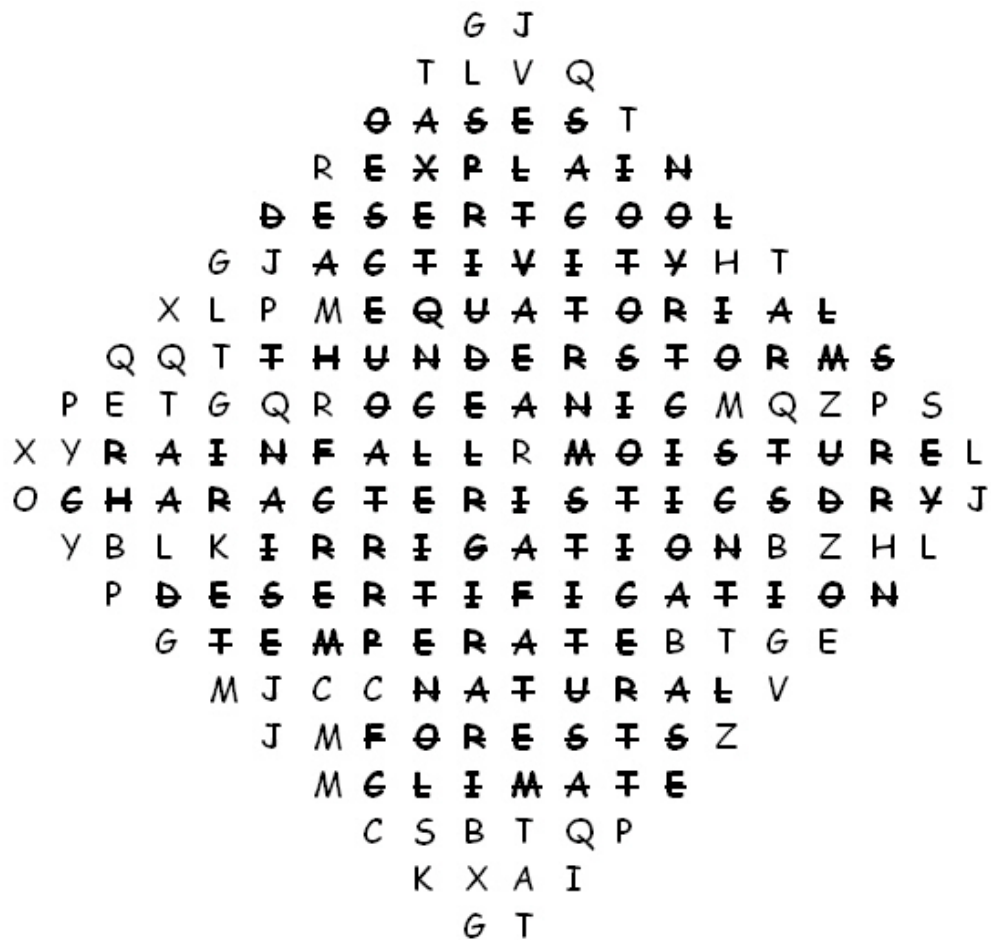 G J
T L V Q
O A S E S T
R E X P L A I N
D E S E R T C O O L
G J A C T I V I T Y H T
X L P M E Q U A T O R I A L
Q Q T T H U N D E R S T O R M S
P E T G Q R O C E A N I C M Q Z P S
X Y R A I N F A L L R M O I S T U R E L
O C H A R A C T E R I S T I C S D R Y J
Y B L K I R R I G A T I O N B Z H L
P D E S E R T I F I C A T I O N
G T E M P E R A T E B T G E
M J C C N A T U R A L V
J M F O R E S T S Z
M C L I M A T E
C S B T Q P
K X A I
G T